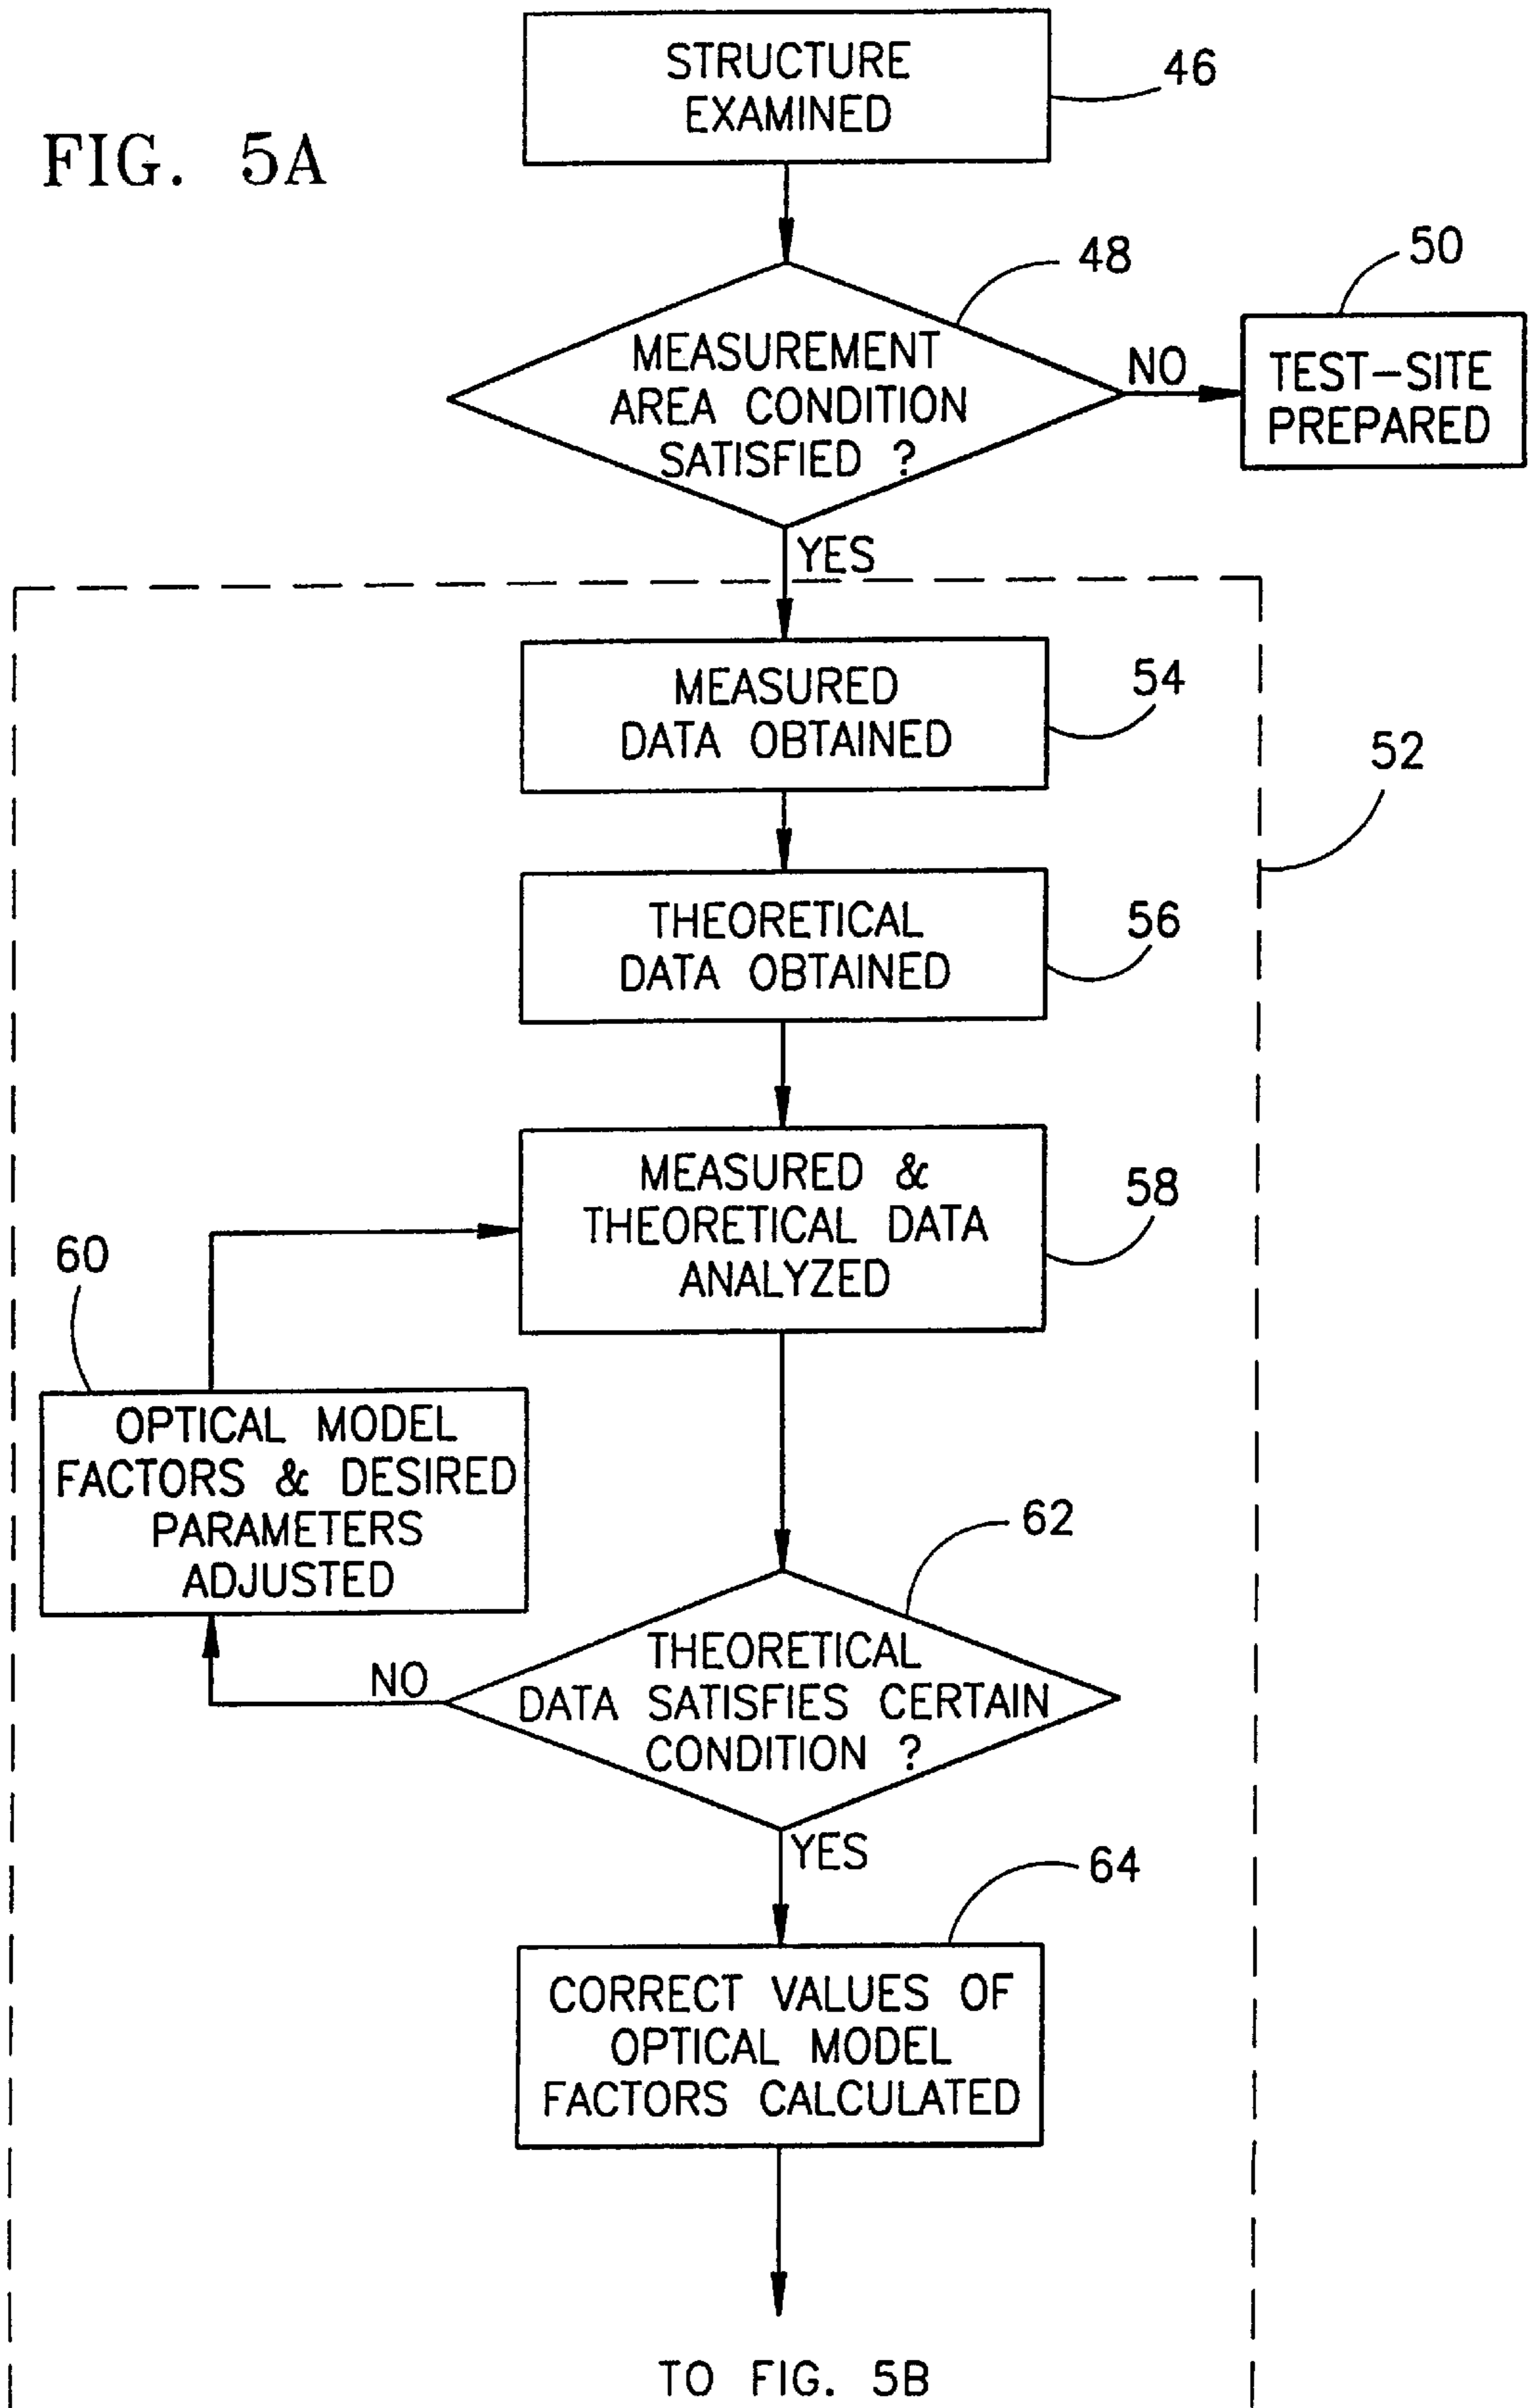 STRUCTURE
EXAMINED
46
FIG. 5A
48
50
MEASUREMENT
AREA CONDITION
SATISFIED ?
NO
TEST-SITE
PREPARED
YES
MEASURED
DATA OBTAINED
54
52
THEORETICAL
DATA OBTAINED
56
MEASURED &
THEORETICAL DATA
ANALYZED
58
60
OPTICAL MODEL
FACTORS & DESIRED
PARAMETERS
ADJUSTED
62
THEORETICAL
DATA SATISFIES CERTAIN
CONDITION ?
NO
YES
64
CORRECT VALUES OF
OPTICAL MODEL
FACTORS CALCULATED
TO FIG. 5B